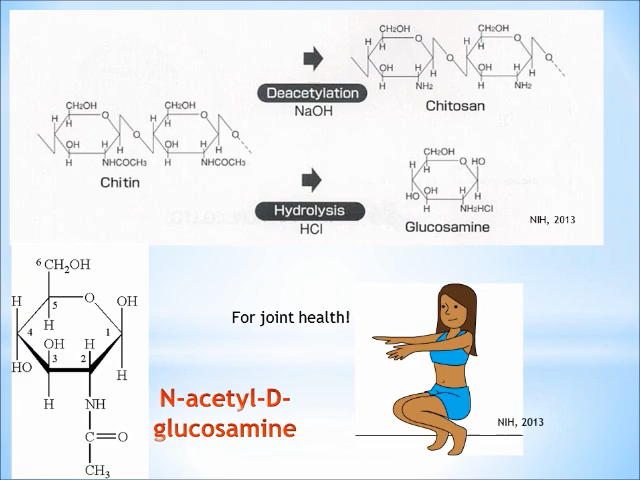 CH₂OH
O
CH₂OH
O
H
H
H
H
O
O
OH
H
OH
H
H
NH₂
H
NH₂
Chitosan
Deacetylation
NaOH
CH₂OH
O
CH₂OH
O
H
H
H
H
O
O
OH
H
OH
H
H
NHCOCH₃
H
NHCOCH₃
Chitin
Hydrolysis
HCl
CH₂OH
H
O
HO
H
OH
HO
H
H
H
NH₂HCl
Glucosamine
NIH, 2013
6 CH₂OH
H
5
O
OH
4
H
1
OH
H
HO
3
2
H
H
NH
C=O
CH₃
For joint health!
N-acetyl-D-
glucosamine
NIH, 2013